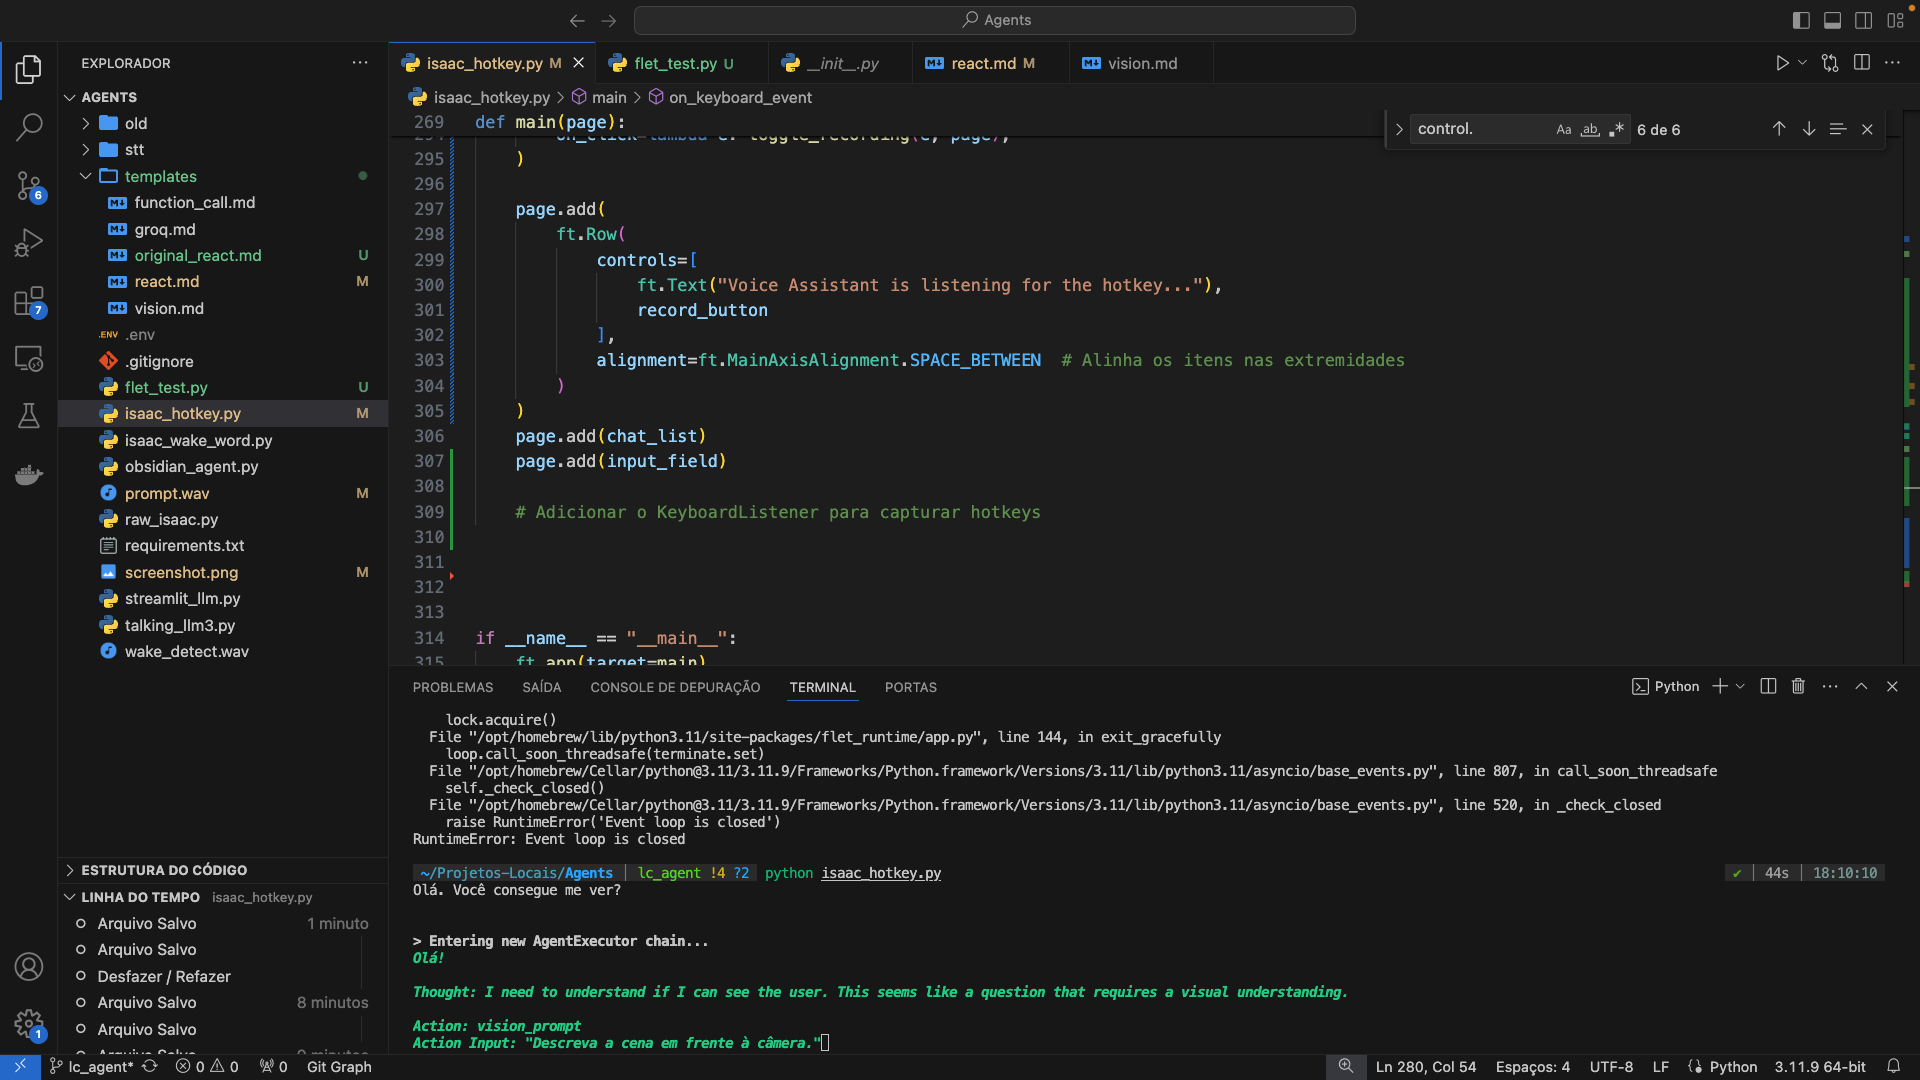 Agents
EXPLORADOR
AGENTS
old
stt
templates
function_call.md
groq.md
original_react.md U
react.md M
vision.md
.ENV .env
.gitignore
flet_test.py U
isaac_hotkey.py M
isaac_wake_word.py
obsidian_agent.py
prompt.wav M
raw_isaac.py
requirements.txt
screenshot.png M
streamlit_llm.py
talking_llm3.py
wake_detect.wav
ESTRUTURA DO CÓDIGO
LINHA DO TEMPO isaac_hotkey.py
Arquivo Salvo 1 minuto
Arquivo Salvo
Desfazer / Refazer
Arquivo Salvo 8 minutos
Arquivo Salvo
6
7
1
isaac_hotkey.py M
flet_test.py U
__init__.py
react.md M
vision.md
isaac_hotkey.py > main > on_keyboard_event
control. Aa ab 6 de 6
269 def main(page):
on_click=lambda e: toggle_recording(e, page),
295 )
296
297 page.add(
298 ft.Row(
299 controls=[
300 ft.Text("Voice Assistant is listening for the hotkey..."),
301 record_button
302 ],
303 alignment=ft.MainAxisAlignment.SPACE_BETWEEN # Alinha os itens nas extremidades
304 )
305 )
306 page.add(chat_list)
307 page.add(input_field)
308
309 # Adicionar o KeyboardListener para capturar hotkeys
310
311
312
313
314 if __name__ == "__main__":
315 ft.app(target=main)
PROBLEMAS SAÍDA CONSOLE DE DEPURAÇÃO TERMINAL PORTAS
Python
lock.acquire()
File "/opt/homebrew/lib/python3.11/site-packages/flet_runtime/app.py", line 144, in exit_gracefully
loop.call_soon_threadsafe(terminate.set)
File "/opt/homebrew/Cellar/python@3.11/3.11.9/Frameworks/Python.framework/Versions/3.11/lib/python3.11/asyncio/base_events.py", line 807, in call_soon_threadsafe
self._check_closed()
File "/opt/homebrew/Cellar/python@3.11/3.11.9/Frameworks/Python.framework/Versions/3.11/lib/python3.11/asyncio/base_events.py", line 520, in _check_closed
raise RuntimeError('Event loop is closed')
RuntimeError: Event loop is closed
~/Projetos-Locais/Agents | lc_agent !4 ?2 python isaac_hotkey.py ✔ | 44s | 18:10:10
Olá. Você consegue me ver?
> Entering new AgentExecutor chain...
Olá!
Thought: I need to understand if I can see the user. This seems like a question that requires a visual understanding.
Action: vision_prompt
Action Input: "Descreva a cena em frente à câmera."
lc_agent* 0 0 0 Git Graph Ln 280, Col 54 Espaços: 4 UTF-8 LF Python 3.11.9 64-bit